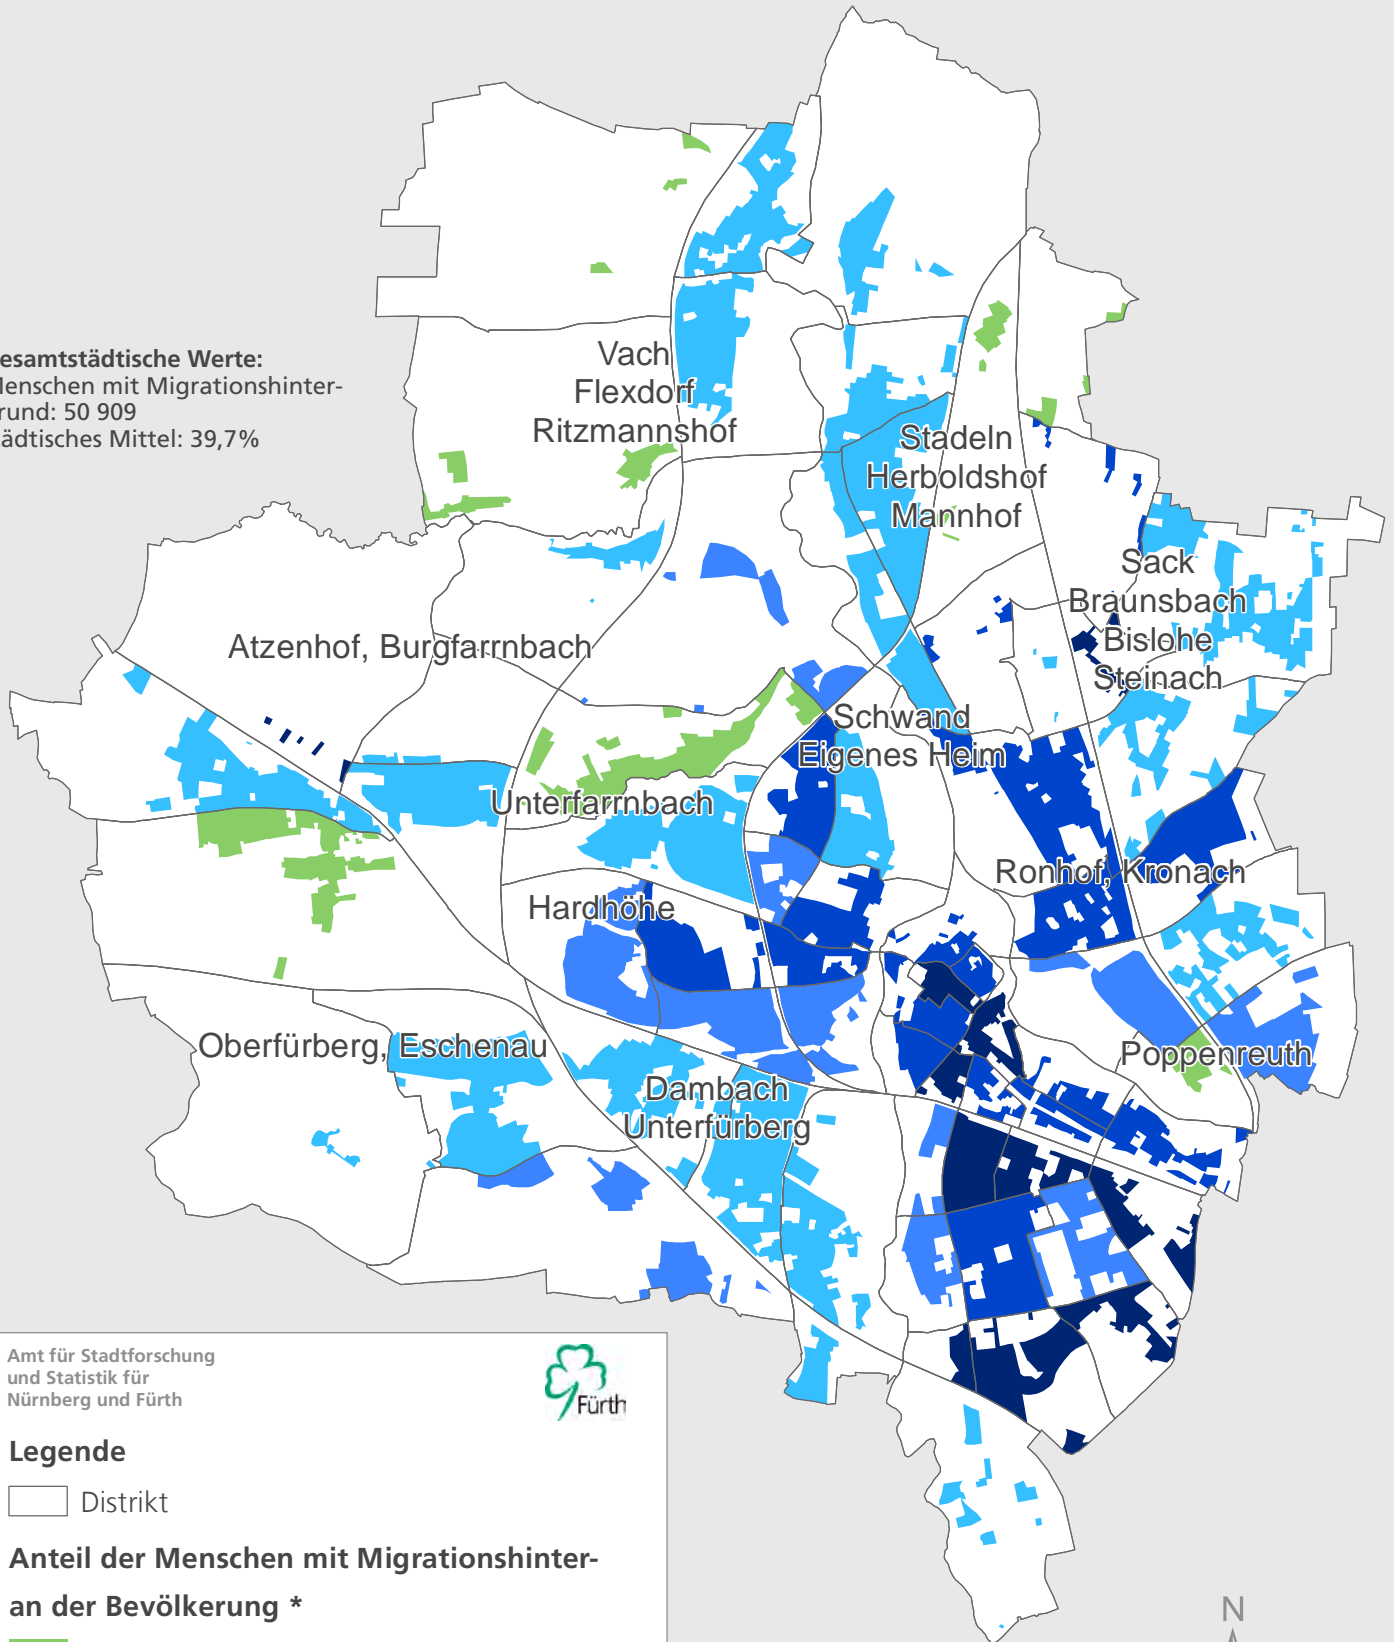 esamtstädtische Werte:
enschen mit Migrationshinter-
rund: 50 909
ädtisches Mittel: 39,7%
Vach
Flexdorf
Ritzmannshof
Stadeln
Herboldshof
Mannhof
Sack
Braunsbach
Bislohe
Steinach
Atzenhof, Burgfarrnbach
Schwand
Eigenes Heim
Unterfarrnbach
Ronhof, Kronach
Hardhöhe
Oberfürberg, Eschenau
Poppenreuth
Dambach
Unterfürberg
Amt für Stadtforschung
und Statistik für
Nürnberg und Fürth
Fürth
Legende
Distrikt
Anteil der Menschen mit Migrationshinter-
an der Bevölkerung *
N